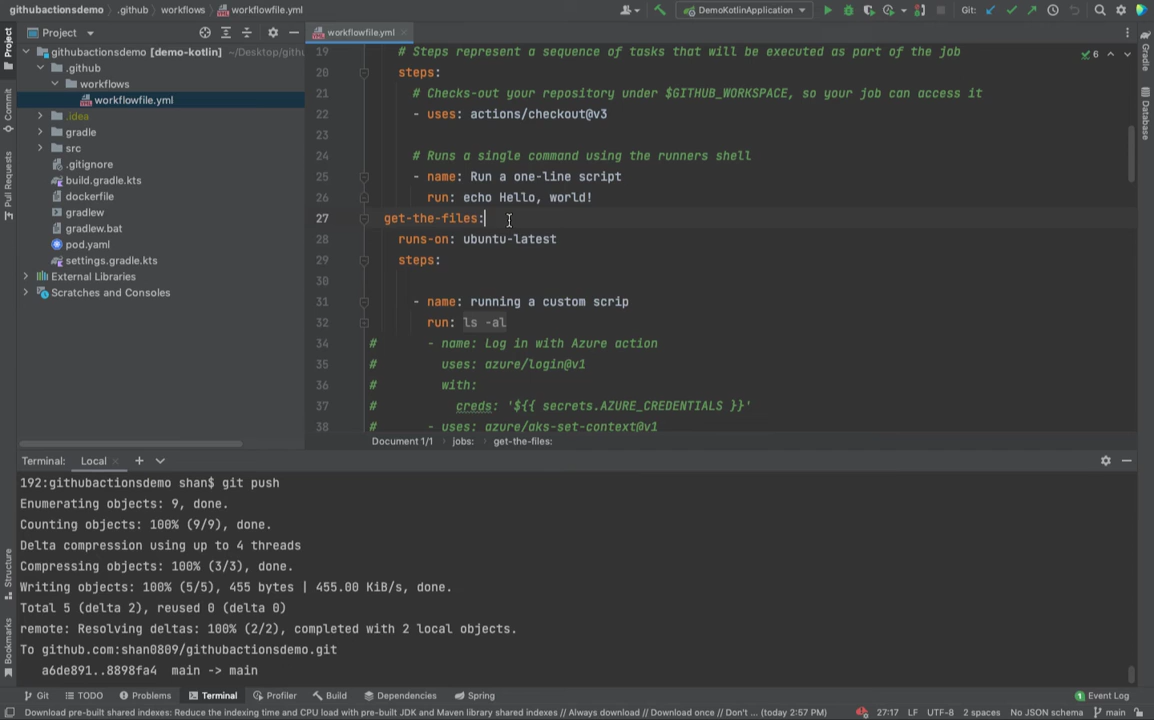 githubactionsdemo
.github
workflows
workflowfile.yml
DemoKotlinApplication
Git:
Project
Commit
Pull Requests
Structure
Bookmarks
Project
githubactionsdemo [demo-kotlin] ~/Desktop/githu
.github
workflows
workflowfile.yml
.idea
gradle
src
.gitignore
build.gradle.kts
dockerfile
gradlew
gradlew.bat
pod.yaml
settings.gradle.kts
External Libraries
Scratches and Consoles
workflowfile.yml
6
19 # Steps represent a sequence of tasks that will be executed as part of the job
20 steps:
21 # Checks-out your repository under $GITHUB_WORKSPACE, so your job can access it
22 - uses: actions/checkout@v3
23
24 # Runs a single command using the runners shell
25 - name: Run a one-line script
26 run: echo Hello, world!
27 get-the-files:
28 runs-on: ubuntu-latest
29 steps:
30
31 - name: running a custom scrip
32 run: ls -al
34 # - name: Log in with Azure action
35 # uses: azure/login@v1
36 # with:
37 # creds: '${{ secrets.AZURE_CREDENTIALS }}'
38 # - uses: azure/aks-set-context@v1
Document 1/1 jobs: get-the-files:
Gradle
Database
Terminal: Local
192:githubactionsdemo shan$ git push
Enumerating objects: 9, done.
Counting objects: 100% (9/9), done.
Delta compression using up to 4 threads
Compressing objects: 100% (3/3), done.
Writing objects: 100% (5/5), 455 bytes | 455.00 KiB/s, done.
Total 5 (delta 2), reused 0 (delta 0)
remote: Resolving deltas: 100% (2/2), completed with 2 local objects.
To github.com:shan0809/githubactionsdemo.git
a6de891..8898fa4 main -> main
Git TODO Problems Terminal Profiler Build Dependencies Spring
1 Event Log
Download pre-built shared indexes: Reduce the indexing time and CPU load with pre-built JDK and Maven library shared indexes // Always download // Download once // Don't ... (today 2:57 PM)
27:17 LF UTF-8 2 spaces No JSON schema main